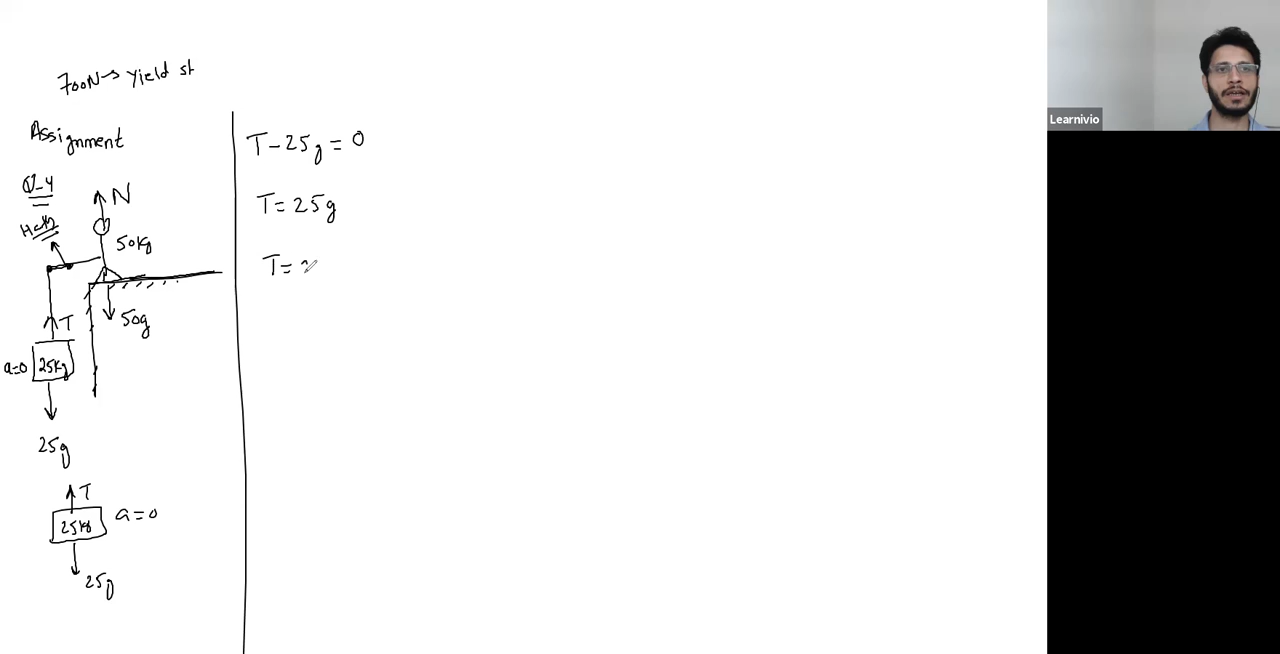 700N → Yield st
Assignment
Q-4
N
50kg
50g
T
a=0
25kg
25g
T
25kg
a=0
25g
T-25g=0
T=25g
T=
Learnivio